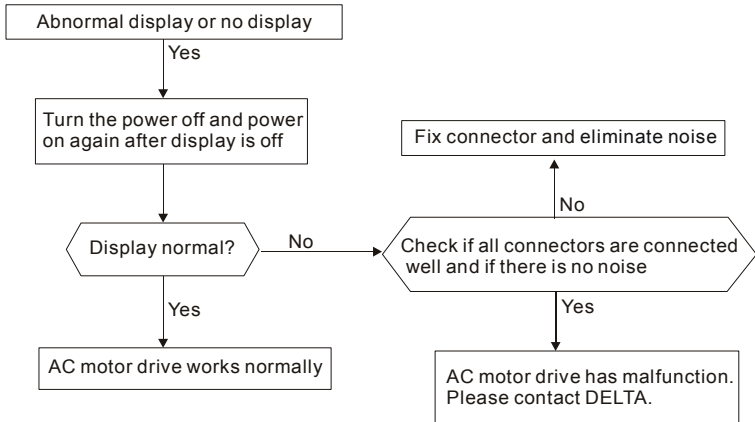 Abnormal display or no display
Yes
Turn the power off and power
on again after display is off
Fix connector and eliminate noise
No
Display normal?
No
Check if all connectors are connected
well and if there is no noise
Yes
Yes
AC motor drive works normally
AC motor drive has malfunction.
Please contact DELTA.